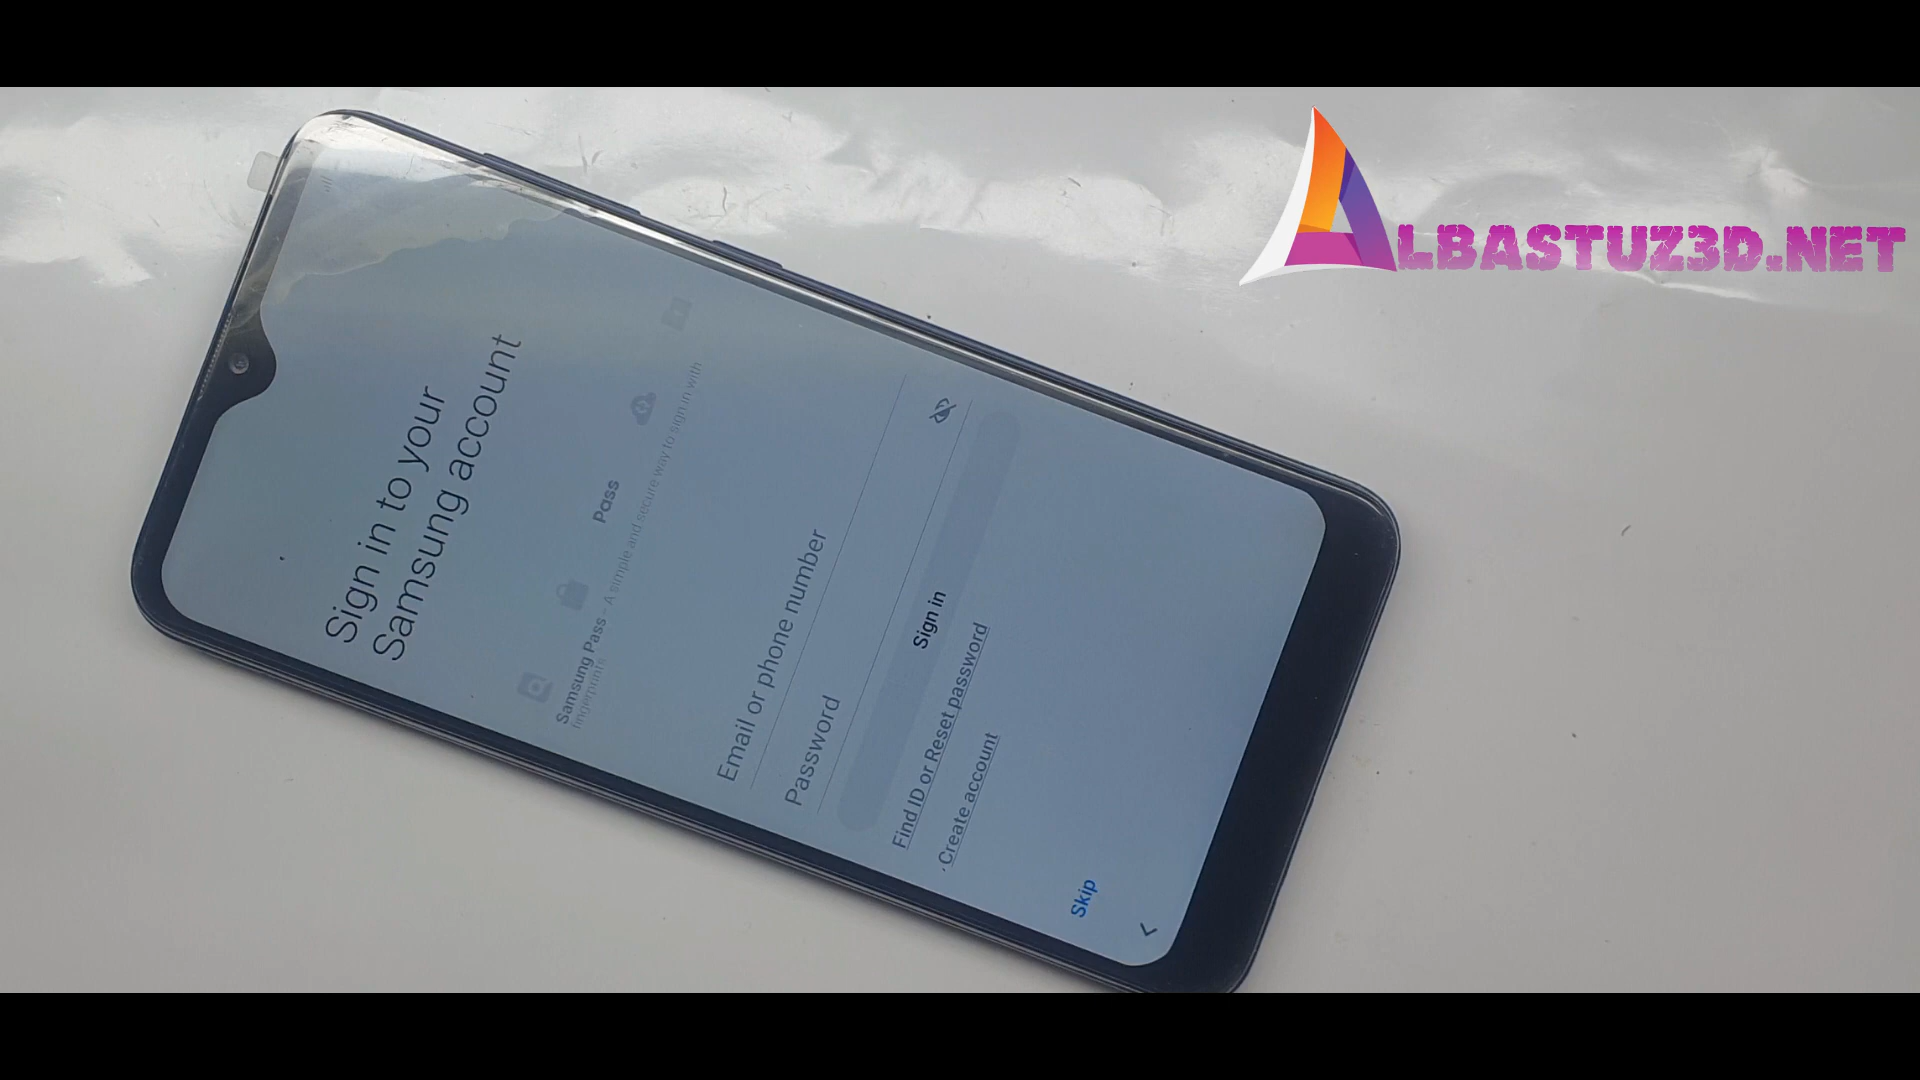 ALBASTUZ3D.NET
Sign in to your
Samsung account
Pass
Samsung Pass - A simple and secure way to sign in with
fingerprints
Email or phone number
Password
Sign in
Find ID or Reset password
Create account
Skip